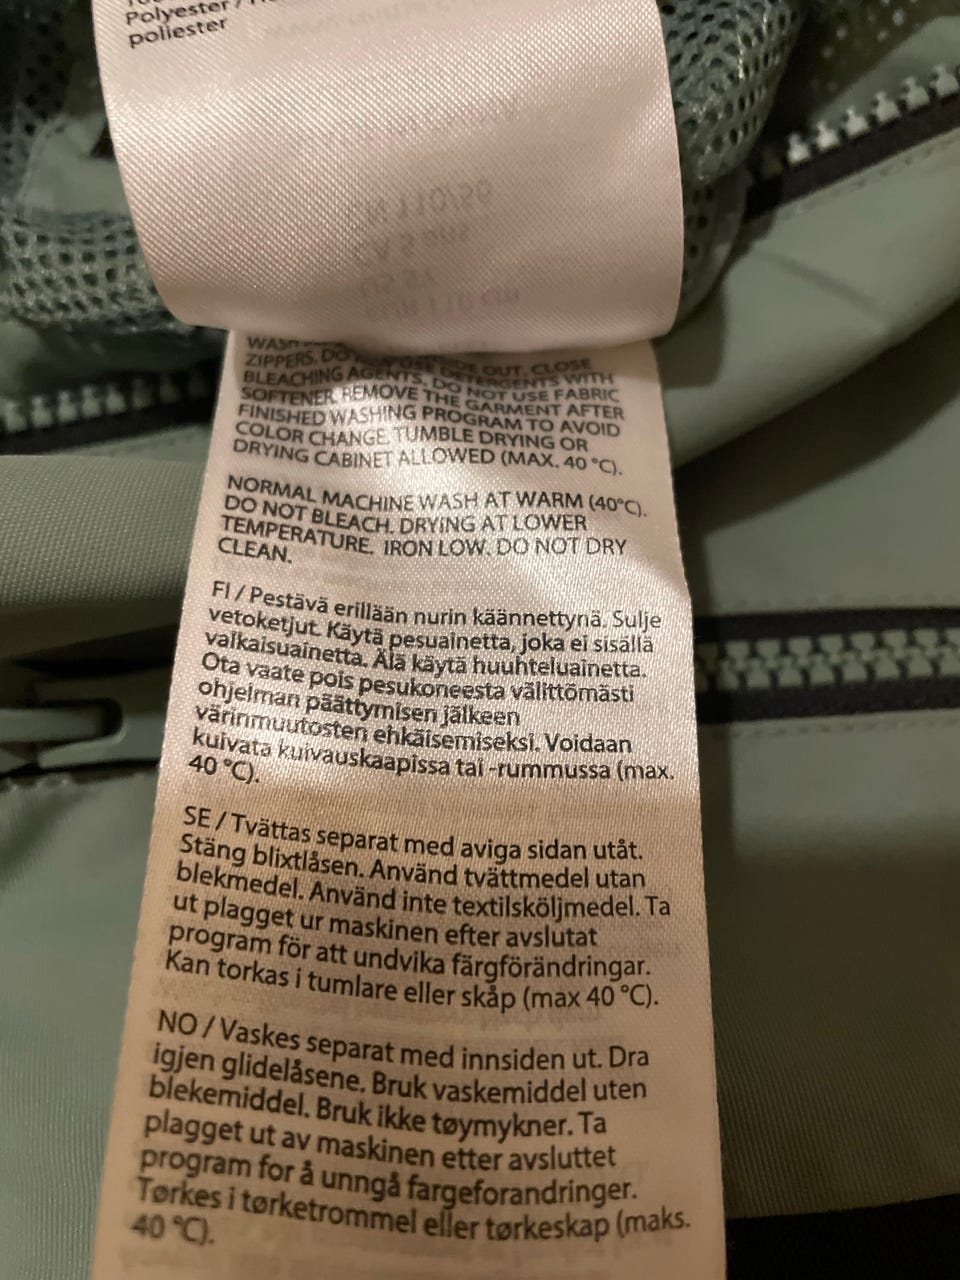 Polyester /
poliester
WASH
ZIPPERS. DO OUT. CLOSE
BLEACHING AGENTS. DO DETERGENTS WITH
SOFTENER. REMOVE THE NOT USE FABRIC
FINISHED WASHING PROGRAM GARMENT AFTER
COLOR CHANGE. TUMBLE DRYING TO AVOID
DRYING CABINET ALLOWED (MAX. 40 °C). OR
NORMAL MACHINE WASH AT WARM (40°C).
DO NOT BLEACH. DRYING AT LOWER
TEMPERATURE. IRON LOW. DO NOT DRY
CLEAN.
FI / Pestävä erillään nurin käännettynä. Sulje
vetoketjut. Käytä pesuainetta, joka ei sisällä
valkaisuainetta. Älä käytä huuhteluainetta.
Ota vaate pois pesukoneesta välittömästi
ohjelman päättymisen jälkeen
värinmuutosten ehkäisemiseksi. Voidaan
kuivata kuivauskaapissa tai -rummussa (max.
40 °C).
SE / Tvättas separat med aviga sidan utåt.
Stäng blixtlåsen. Använd tvättmedel utan
blekmedel. Använd inte textilsköljmedel. Ta
ut plagget ur maskinen efter avslutat
program för att undvika färgförändringar.
Kan torkas i tumlare eller skåp (max 40 °C).
NO / Vaskes separat med innsiden ut. Dra
igjen glidelåsene. Bruk vaskemiddel uten
blekemiddel. Bruk ikke tøymykner. Ta
plagget ut av maskinen etter avsluttet
program for å unngå fargeforandringer.
Tørkes i tørketrommel eller tørkeskap (maks.
40 °C).